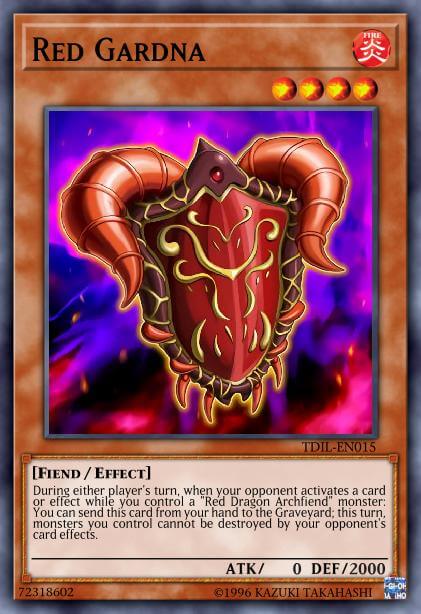 RED GARDNA
FIRE
炎
TDIL-EN015
[FIEND / EFFECT]
During either player's turn, when your opponent activates a card
or effect while you control a "Red Dragon Archfiend" monster:
You can send this card from your hand to the Graveyard; this turn,
monsters you control cannot be destroyed by your opponent's
card effects.
ATK/ 0 DEF/2000
72318602
©1996 KAZUKI TAKAHASHI